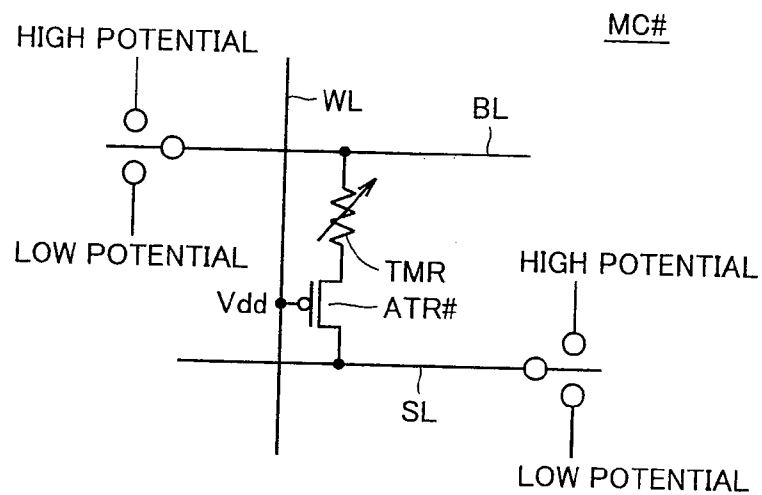 MC#
HIGH POTENTIAL
WL
BL
LOW POTENTIAL
TMR
HIGH POTENTIAL
Vdd
ATR#
SL
LOW POTENTIAL